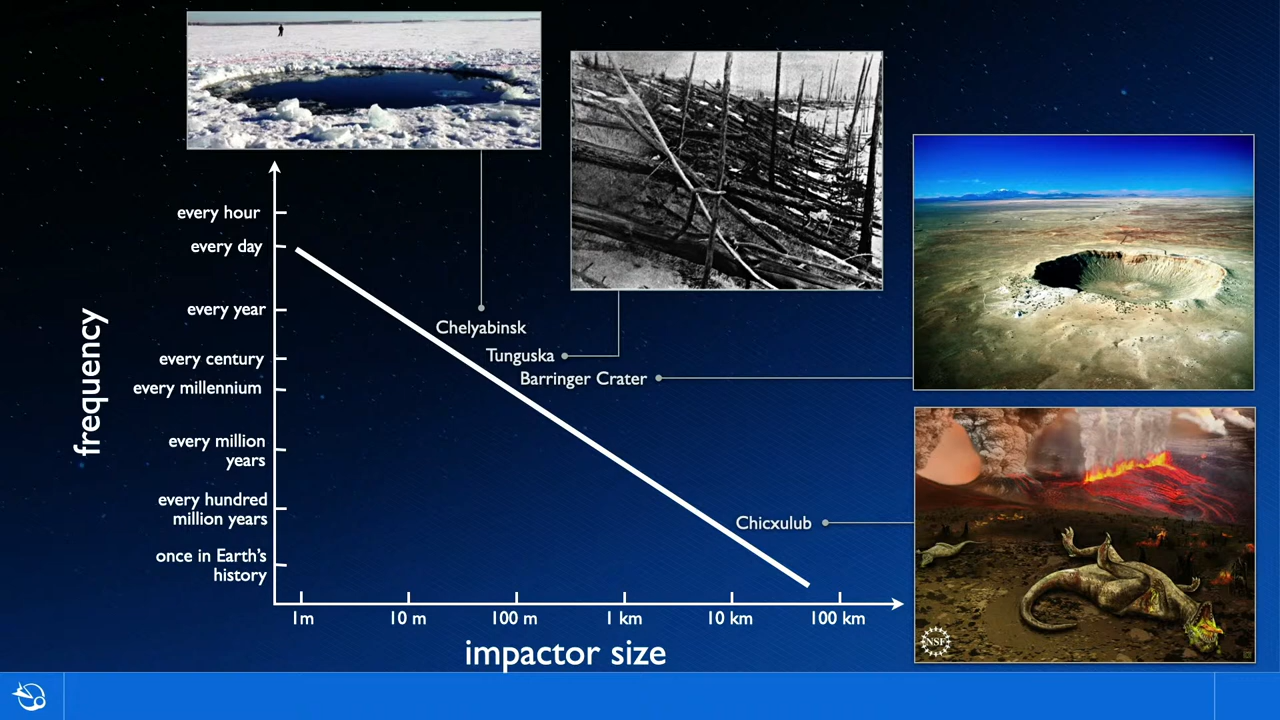 every hour
every day
every year
every century
every millennium
every million
years
every hundred
million years
once in Earth's
history
frequency
Chelyabinsk
Tunguska
Barringer Crater
Chicxulub
1m
10 m
100 m
1 km
10 km
100 km
impactor size
NSF